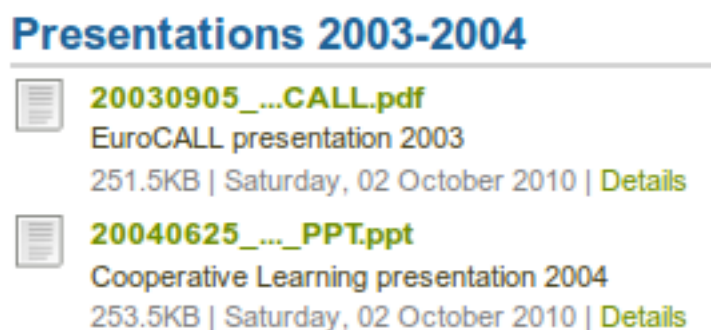 Presentations 2003-2004
20030905_...CALL.pdf
EuroCALL presentation 2003
251.5KB | Saturday, 02 October 2010 | Details
20040625_..._PPT.ppt
Cooperative Learning presentation 2004
253.5KB | Saturday, 02 October 2010 | Details